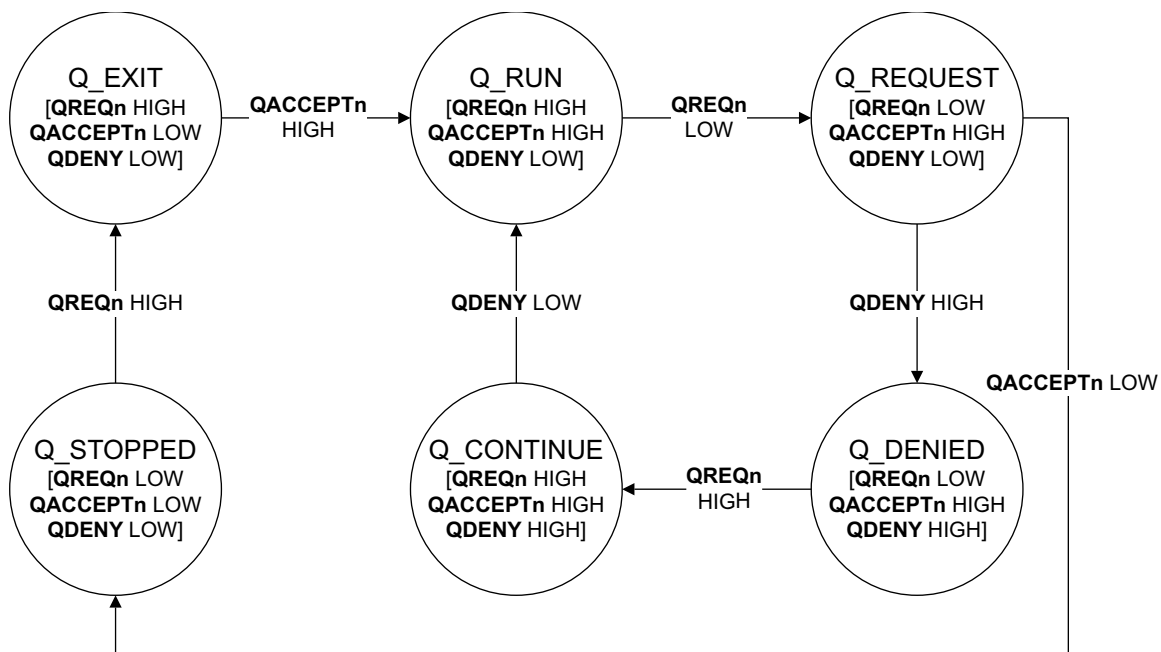 Q_EXIT
[QREQn HIGH
QACCEPTn LOW
QDENY LOW]
QACCEPTn
HIGH
Q_RUN
[QREQn HIGH
QACCEPTn HIGH
QDENY LOW]
QREQn
LOW
Q_REQUEST
[QREQn LOW
QACCEPTn HIGH
QDENY LOW]
QREQn HIGH
QDENY LOW
QDENY HIGH
QACCEPTn LOW
Q_STOPPED
[QREQn LOW
QACCEPTn LOW
QDENY LOW]
Q_CONTINUE
[QREQn HIGH
QACCEPTn HIGH
QDENY HIGH]
QREQn
HIGH
Q_DENIED
[QREQn LOW
QACCEPTn HIGH
QDENY HIGH]